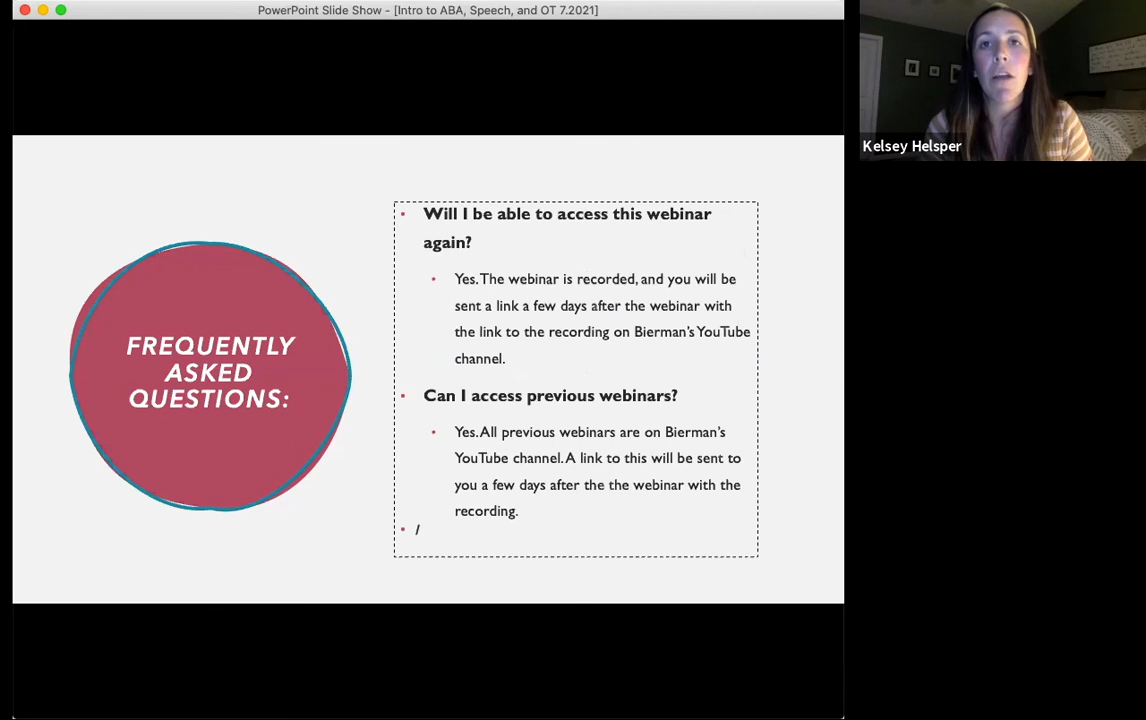 PowerPoint Slide Show - [Intro to ABA, Speech, and OT 7.2021]
Kelsey Helsper
FREQUENTLY
ASKED
QUESTIONS:
• Will I be able to access this webinar
again?
• Yes. The webinar is recorded, and you will be
sent a link a few days after the webinar with
the link to the recording on Bierman's YouTube
channel.
• Can I access previous webinars?
• Yes. All previous webinars are on Bierman's
YouTube channel. A link to this will be sent to
you a few days after the the webinar with the
recording.
• /